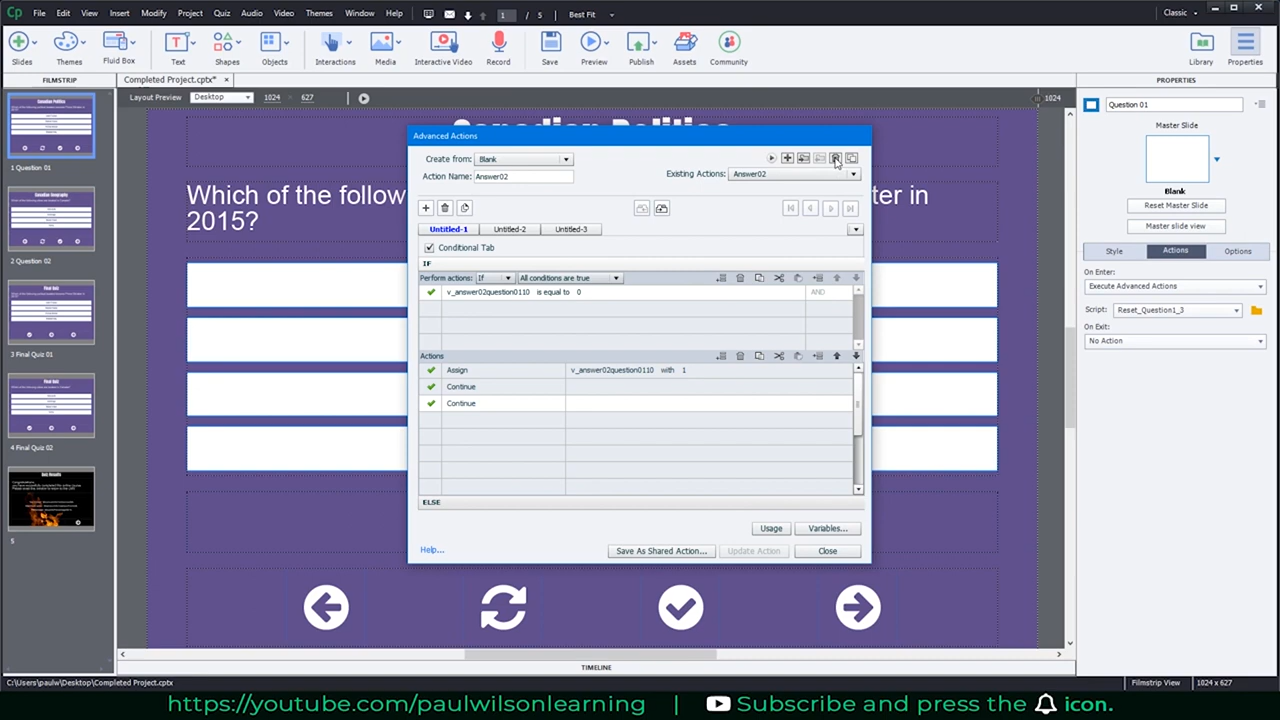 Cp File Edit View Insert Modify Project Quiz Audio Video Themes Window Help 1 / 5 Best Fit Classic
Slides Themes Fluid Box Text Shapes Objects Interactions Media Interactive Video Record Save Preview Publish Assets Community Library Properties
FILMSTRIP
Completed Project.cptx* ×
PROPERTIES
Layout Preview Desktop 1024 627 1024
Question 01
Master Slide
Blank
Reset Master Slide
Master slide view
Style Actions Options
On Enter:
Execute Advanced Actions
Script: Reset_Question1_3
On Exit:
No Action
1 Question 01
2 Question 02
3 Final Quiz 01
4 Final Quiz 02
5
Canadian Politics
Which of the follow
ter in
2015?
Advanced Actions
Create from: Blank
Action Name: Answer02
Existing Actions: Answer02
Untitled-1 Untitled-2 Untitled-3
Conditional Tab
IF
Perform actions: If All conditions are true
v_answer02question0110 is equal to 0 AND
Actions
Assign v_answer02question0110 with 1
Continue
Continue
ELSE
Usage Variables...
Help... Save As Shared Action... Update Action Close
TIMELINE
C:\Users\paulw\Desktop\Completed Project.cptx Filmstrip View 1024 x 627
https://youtube.com/paulwilsonlearning | Subscribe and press the icon.